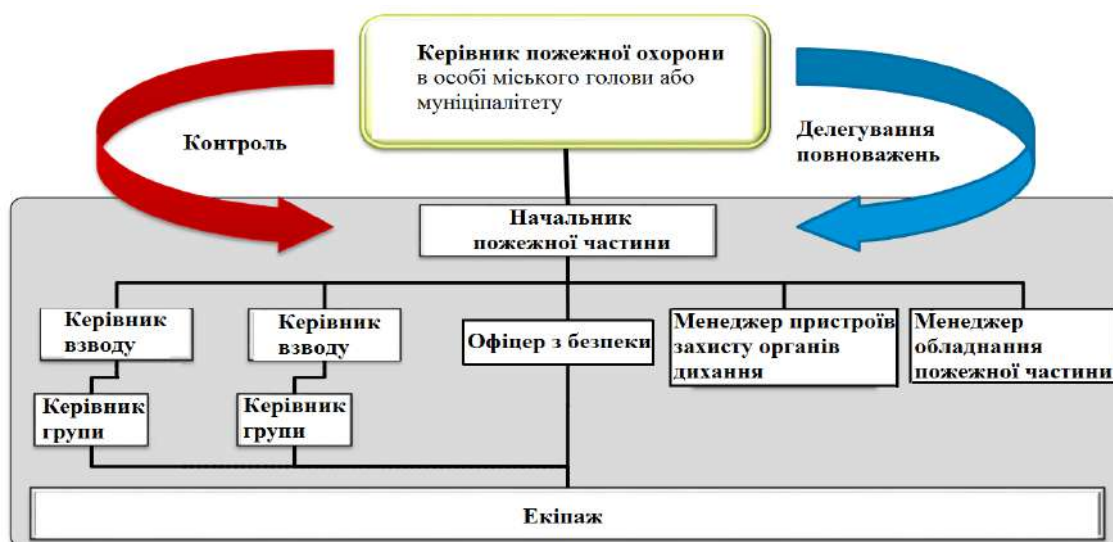 Керівник пожежної охорони
в особі міського голови або
муніціпалітету
Контроль
Делегування
повноважень
Начальник
пожежної частини
Керівник
взводу
Керівник
взводу
Офіцер з безпеки
Менеджер пристроїв
захисту органів
дихання
Менеджер
обладнання
пожежної частини
Керівник
групи
Керівник
групи
Екіпаж